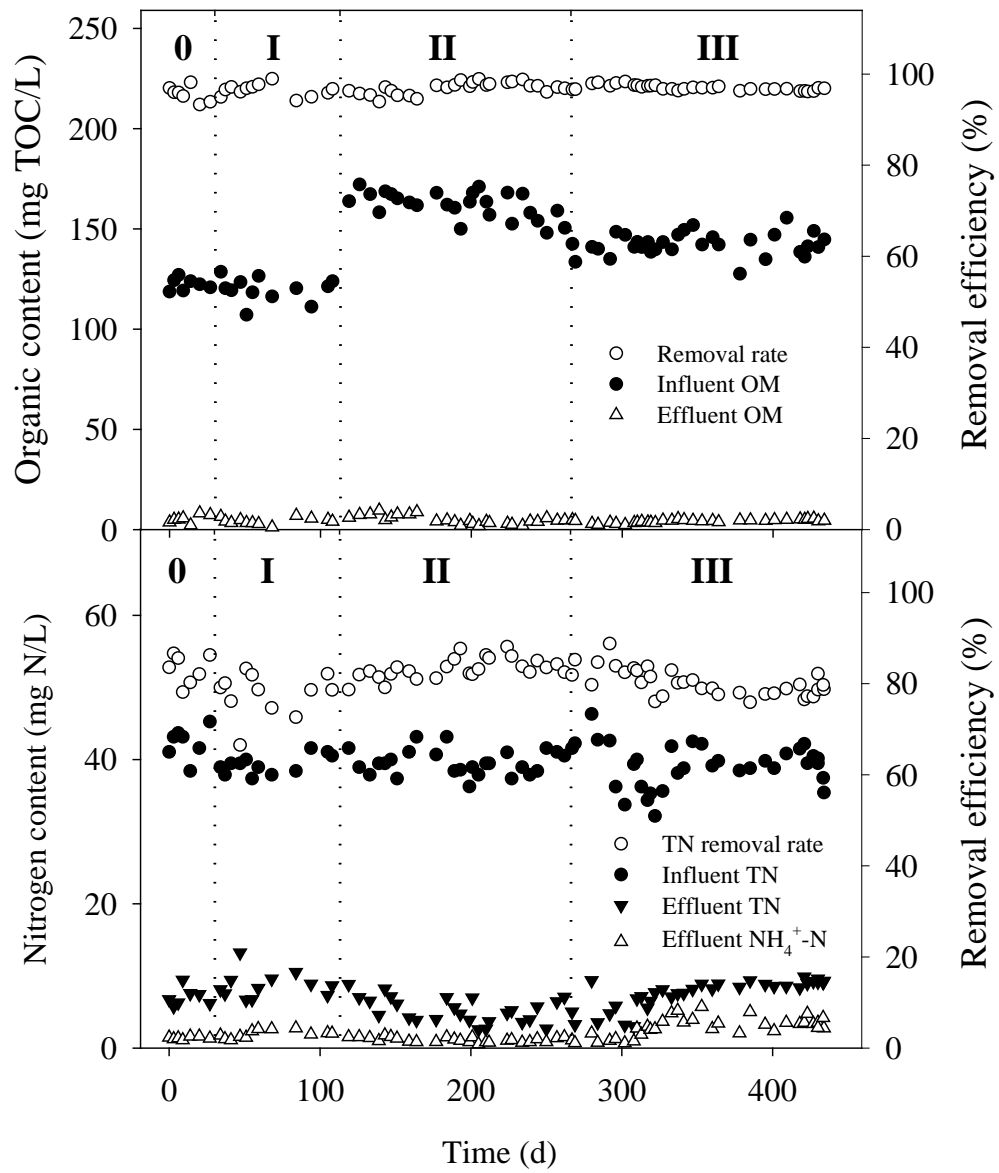 Organic content (mg TOC/L)
250
200
150
100
50
0
0 I II III
Removal rate
Influent OM
Effluent OM
100
80
60
40
20
0
Removal efficiency (%)
Nitrogen content (mg N/L)
60
40
20
0
0 I II III
TN removal rate
Influent TN
Effluent TN
Effluent NH₄⁺-N
100
80
60
40
20
0
Removal efficiency (%)
0 100 200 300 400
Time (d)